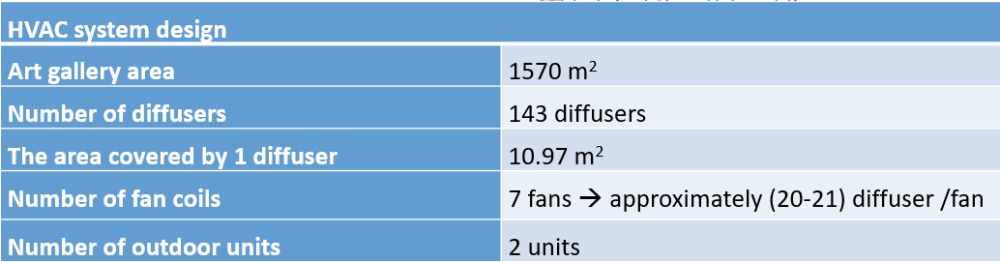 HVAC system design
Art gallery area 1570 m²
Number of diffusers 143 diffusers
The area covered by 1 diffuser 10.97 m²
Number of fan coils 7 fans → approximately (20-21) diffuser /fan
Number of outdoor units 2 units